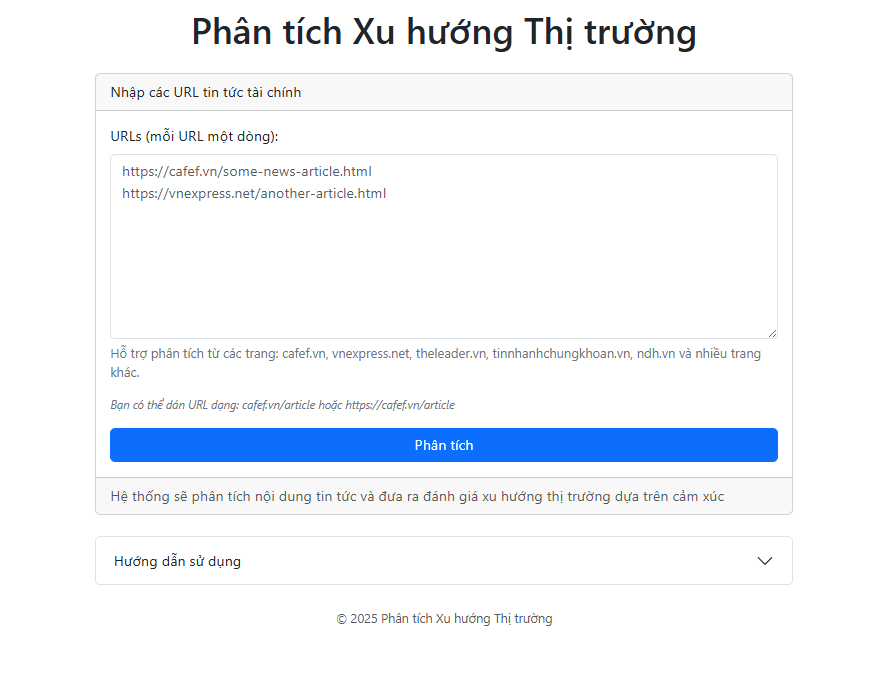 Phân tích Xu hướng Thị trường
Nhập các URL tin tức tài chính
URLs (mỗi URL một dòng):
https://cafef.vn/some-news-article.html
https://vnexpress.net/another-article.html
Hỗ trợ phân tích từ các trang: cafef.vn, vnexpress.net, theleader.vn, tinnhanhchungkhoan.vn, ndh.vn và nhiều trang
khác.
Bạn có thể dán URL dạng: cafef.vn/article hoặc https://cafef.vn/article
Phân tích
Hệ thống sẽ phân tích nội dung tin tức và đưa ra đánh giá xu hướng thị trường dựa trên cảm xúc
Hướng dẫn sử dụng
© 2025 Phân tích Xu hướng Thị trường